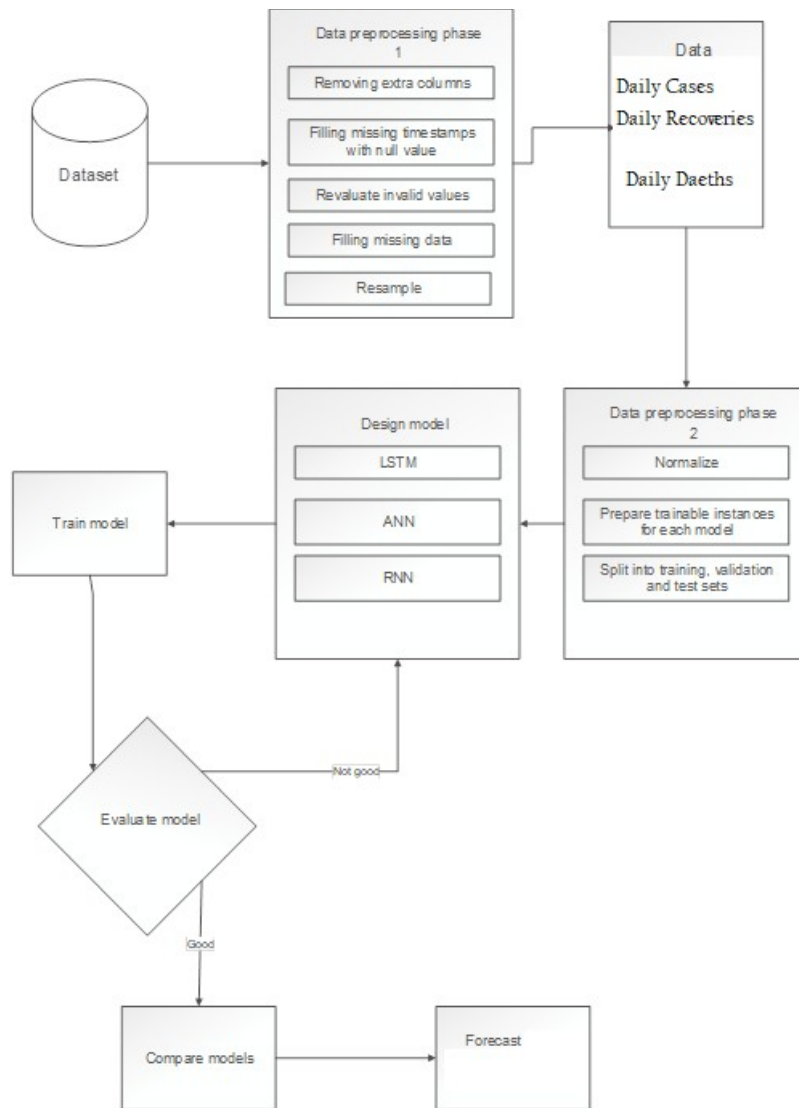 Dataset
Data preprocessing phase
1
Removing extra columns
Filling missing timestamps
with null value
Revaluate invalid values
Filling missing data
Resample
Data
Daily Cases
Daily Recoveries
Daily Daeths
Data preprocessing phase
2
Normalize
Prepare trainable instances
for each model
Split into training, validation
and test sets
Design model
LSTM
ANN
RNN
Train model
Evaluate model
Not good
Good
Compare models
Forecast